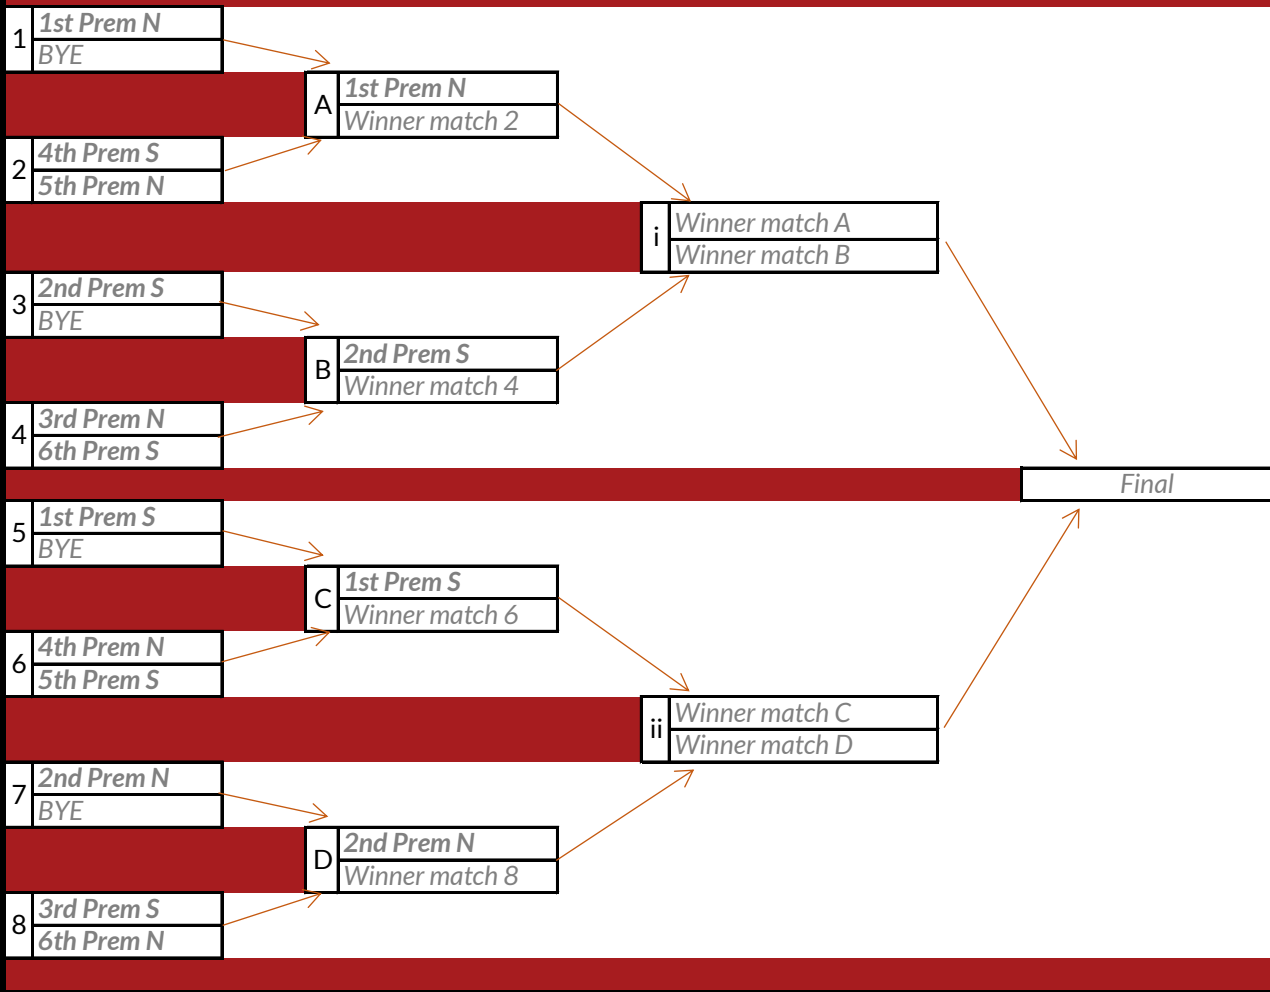 1
1st Prem N
BYE
A
1st Prem N
Winner match 2
2
4th Prem S
5th Prem N
i
Winner match A
Winner match B
3
2nd Prem S
BYE
B
2nd Prem S
Winner match 4
4
3rd Prem N
6th Prem S
Final
5
1st Prem S
BYE
C
1st Prem S
Winner match 6
6
4th Prem N
5th Prem S
ii
Winner match C
Winner match D
7
2nd Prem N
BYE
D
2nd Prem N
Winner match 8
8
3rd Prem S
6th Prem N